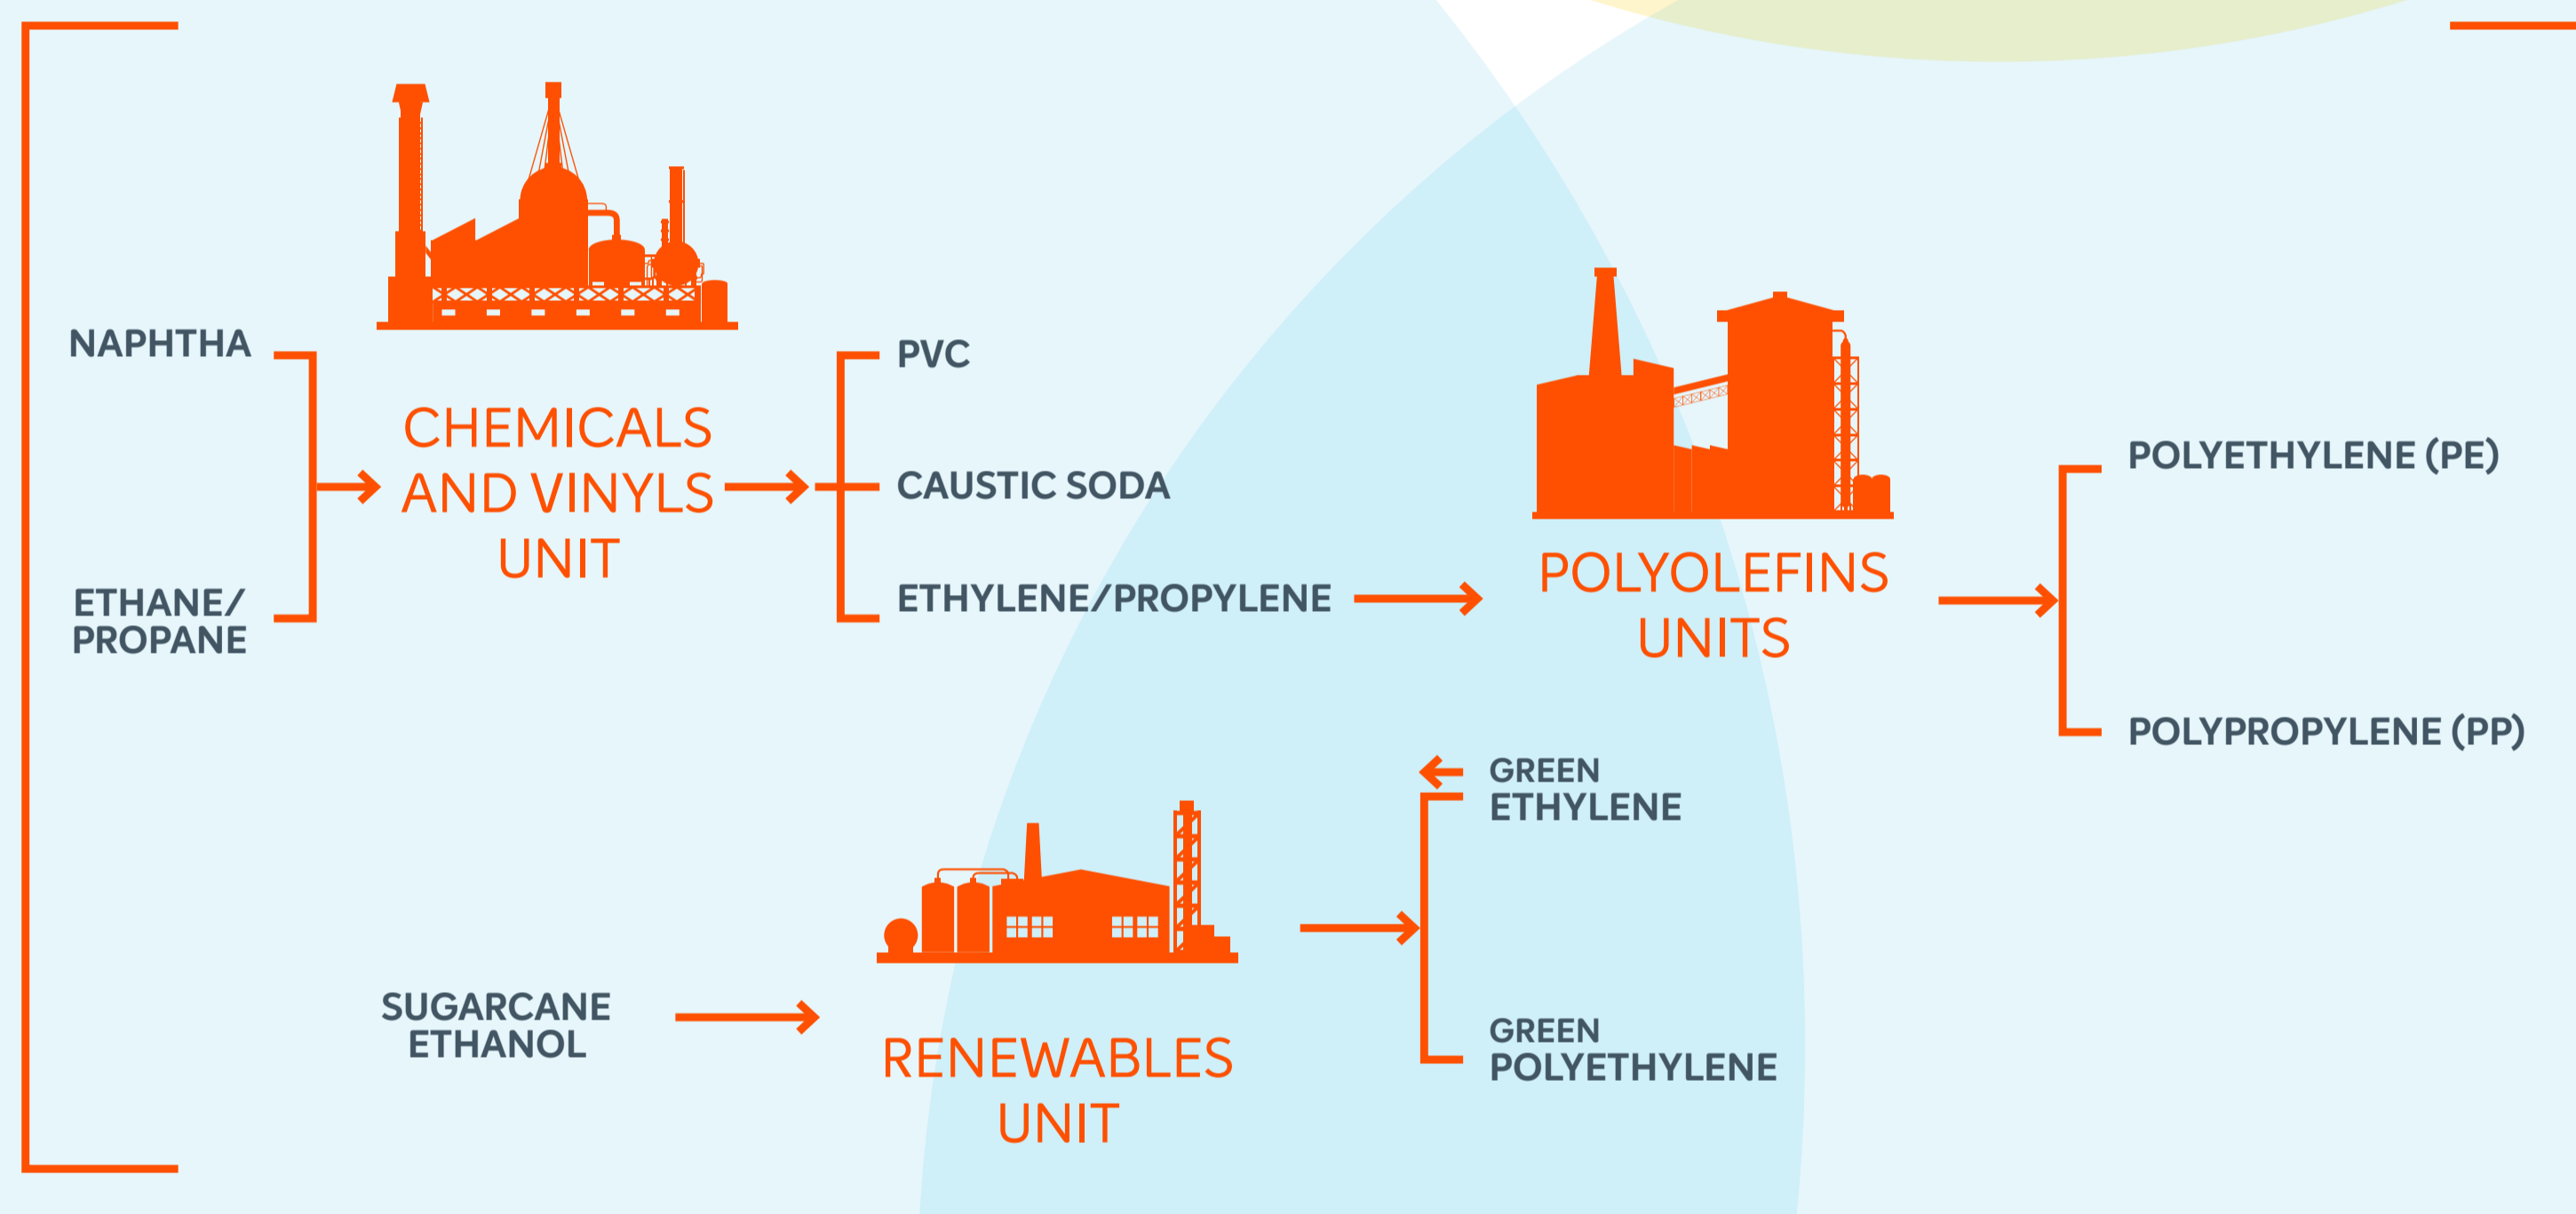 NAPHTHA
ETHANE/
PROPANE
CHEMICALS
AND VINYLS
UNIT
PVC
CAUSTIC SODA
ETHYLENE/PROPYLENE
POLYOLEFINS
UNITS
POLYETHYLENE (PE)
POLYPROPYLENE (PP)
SUGARCANE
ETHANOL
RENEWABLES
UNIT
GREEN
ETHYLENE
GREEN
POLYETHYLENE